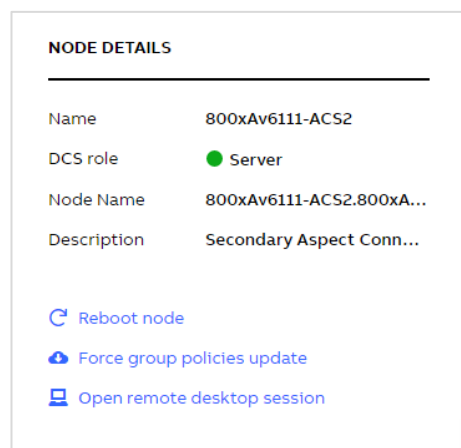 NODE DETAILS
Name 800xAv6111-ACS2
DCS role Server
Node Name 800xAv6111-ACS2.800xA...
Description Secondary Aspect Conn...
Reboot node
Force group policies update
Open remote desktop session